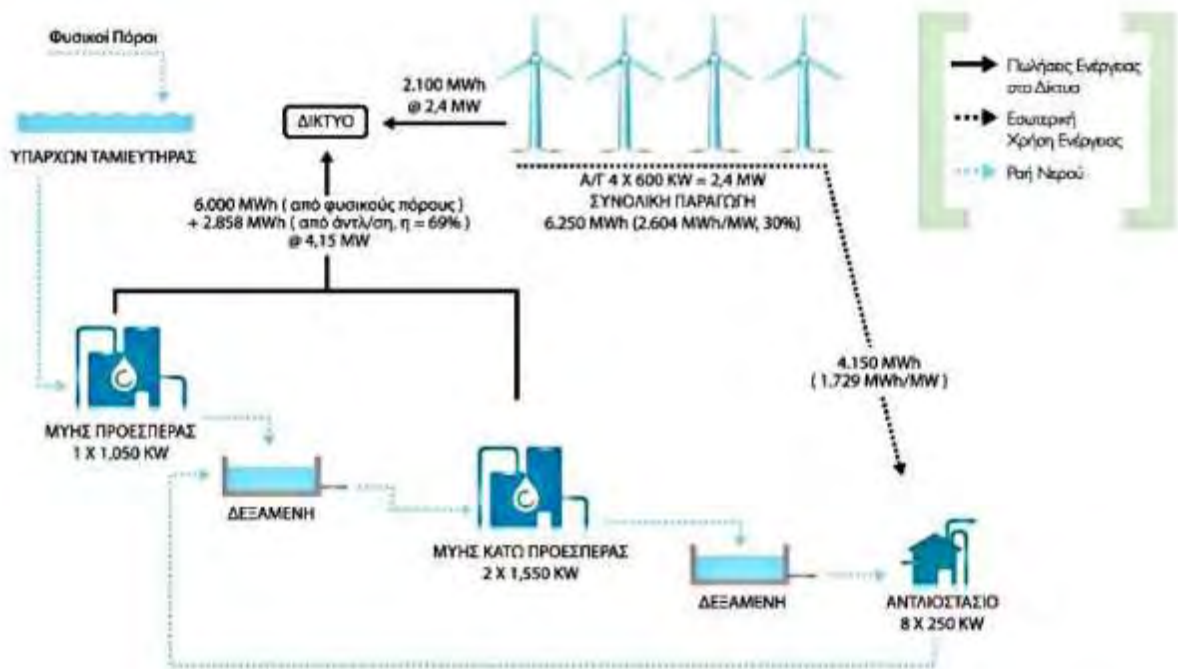 Φυσικοί Πόροι
ΥΠΑΡΧΩΝ ΤΑΜΙΕΥΤΗΡΑΣ
ΔΙΚΤΥΟ
2.100 MWh
@ 2,4 MW
Α/Γ 4 X 600 KW = 2,4 MW
ΣΥΝΟΛΙΚΗ ΠΑΡΑΓΩΓΗ
6.250 MWh (2.604 MWh/MW, 30%)
Πωλήσεις Ενέργειας
στο Δίκτυο
Εσωτερική
Χρήση Ενέργειας
Ροή Νερού
6.000 MWh ( από φυσικούς πόρους )
+ 2.858 MWh ( από άντλ/ση, η = 69% )
@ 4,15 MW
4.150 MWh
( 1.729 MWh/MW )
ΜΥΗΣ ΠΡΟΕΣΠΕΡΑΣ
1 X 1,050 KW
ΔΕΞΑΜΕΝΗ
ΜΥΗΣ ΚΑΤΩ ΠΡΟΕΣΠΕΡΑΣ
2 X 1,550 KW
ΔΕΞΑΜΕΝΗ
ΑΝΤΛΙΟΣΤΑΣΙΟ
8 X 250 KW